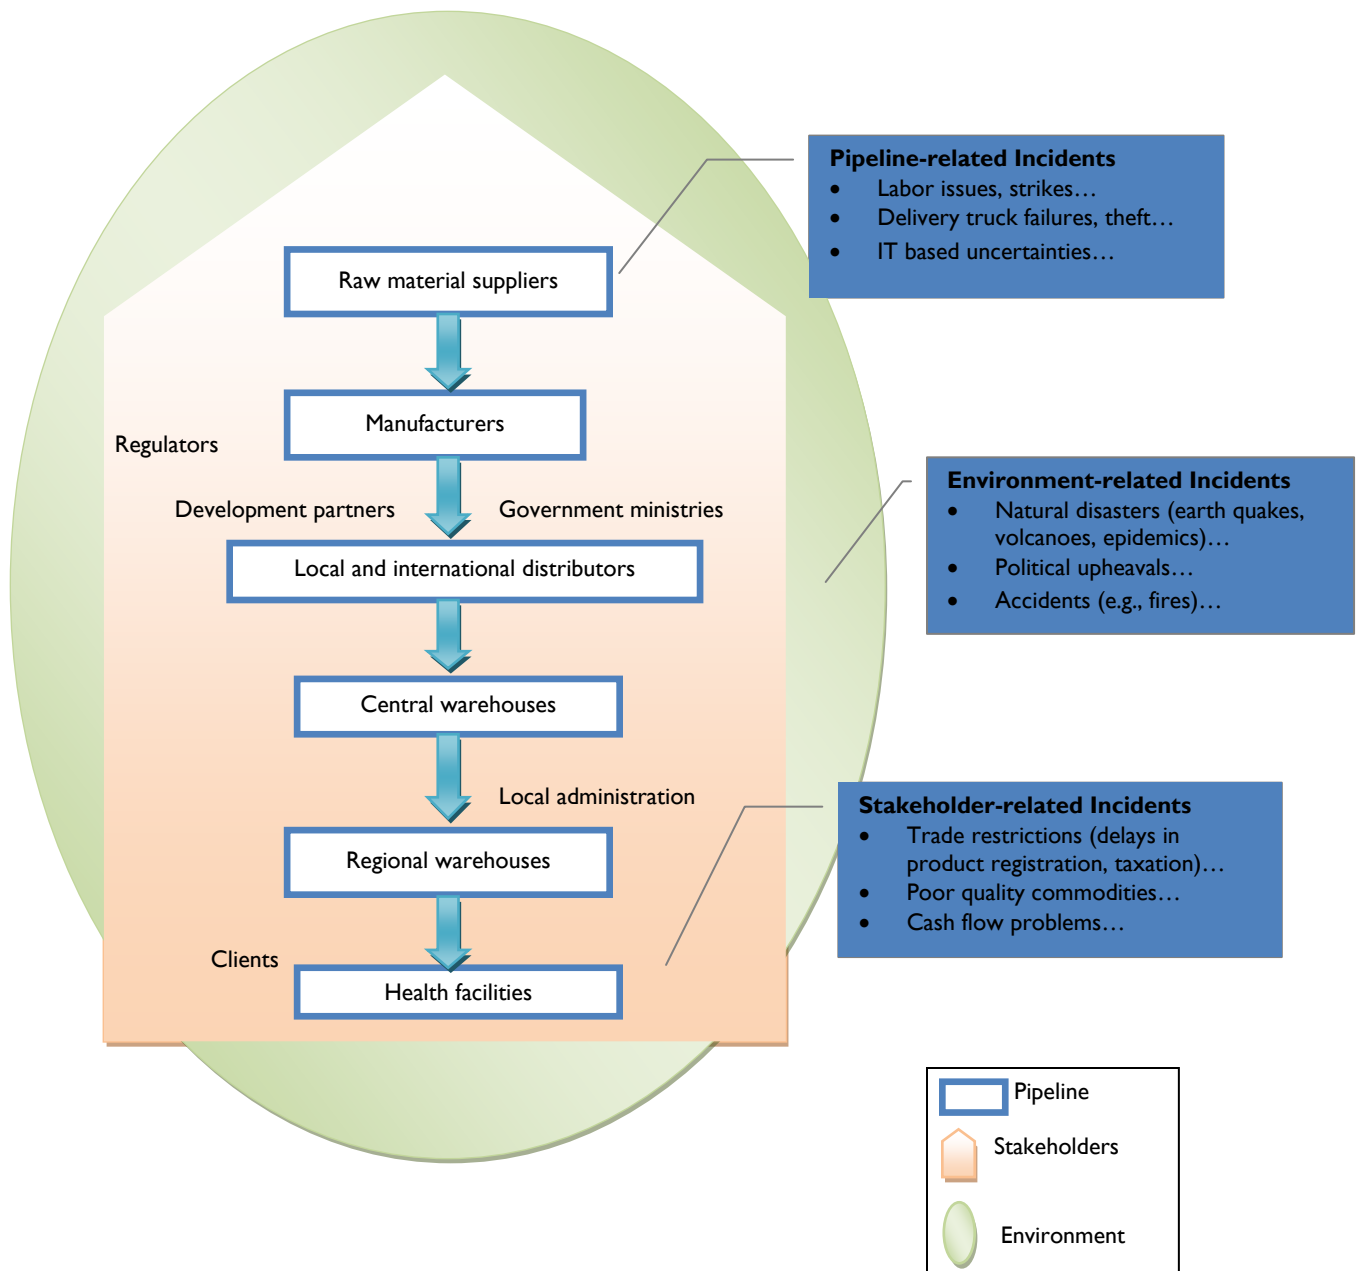 Pipeline-related Incidents
• Labor issues, strikes…
• Delivery truck failures, theft…
• IT based uncertainties…
Raw material suppliers
Manufacturers
Regulators
Development partners
Government ministries
Local and international distributors
Environment-related Incidents
• Natural disasters (earth quakes,
volcanoes, epidemics)…
• Political upheavals…
• Accidents (e.g., fires)…
Central warehouses
Local administration
Regional warehouses
Stakeholder-related Incidents
• Trade restrictions (delays in
product registration, taxation)…
• Poor quality commodities…
• Cash flow problems…
Clients
Health facilities
Pipeline
Stakeholders
Environment